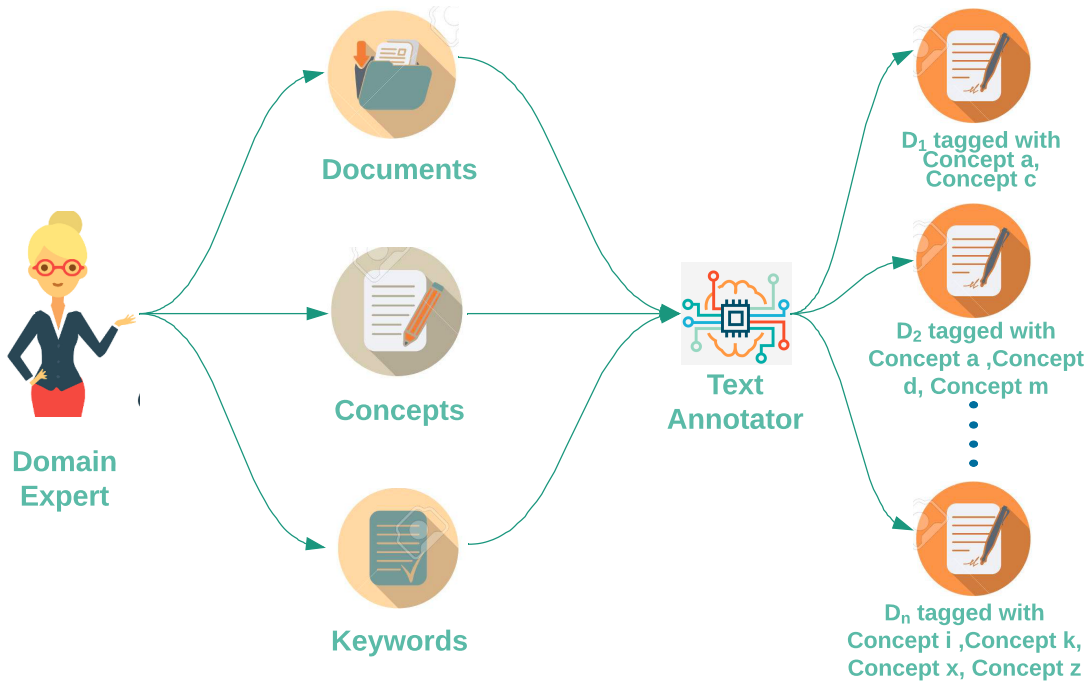 Documents
Concepts
Keywords
Domain
Expert
Text
Annotator
D₁ tagged with
Concept a,
Concept c
D₂ tagged with
Concept a ,Concept
d, Concept m
Dₙ tagged with
Concept i ,Concept k,
Concept x, Concept z